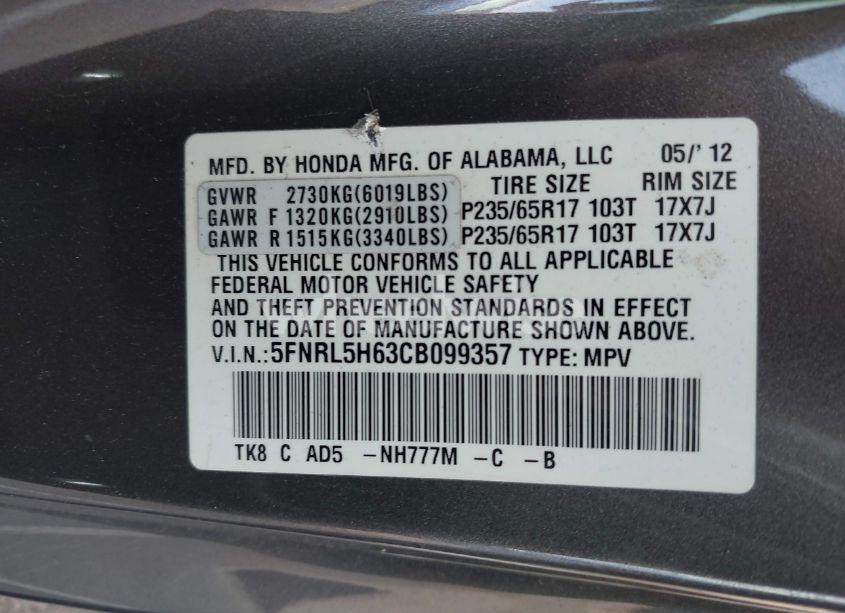 MFD. BY HONDA MFG. OF ALABAMA, LLC 05/' 12
TIRE SIZE RIM SIZE
GVWR 2730KG(6019LBS)
GAWR F 1320KG(2910LBS) P235/65R17 103T 17X7J
GAWR R 1515KG(3340LBS) P235/65R17 103T 17X7J
THIS VEHICLE CONFORMS TO ALL APPLICABLE
FEDERAL MOTOR VEHICLE SAFETY
AND THEFT PREVENTION STANDARDS IN EFFECT
ON THE DATE OF MANUFACTURE SHOWN ABOVE.
V.I.N.: 5FNRL5H63CB099357 TYPE: MPV
TK8 C AD5 -NH777M -C -B